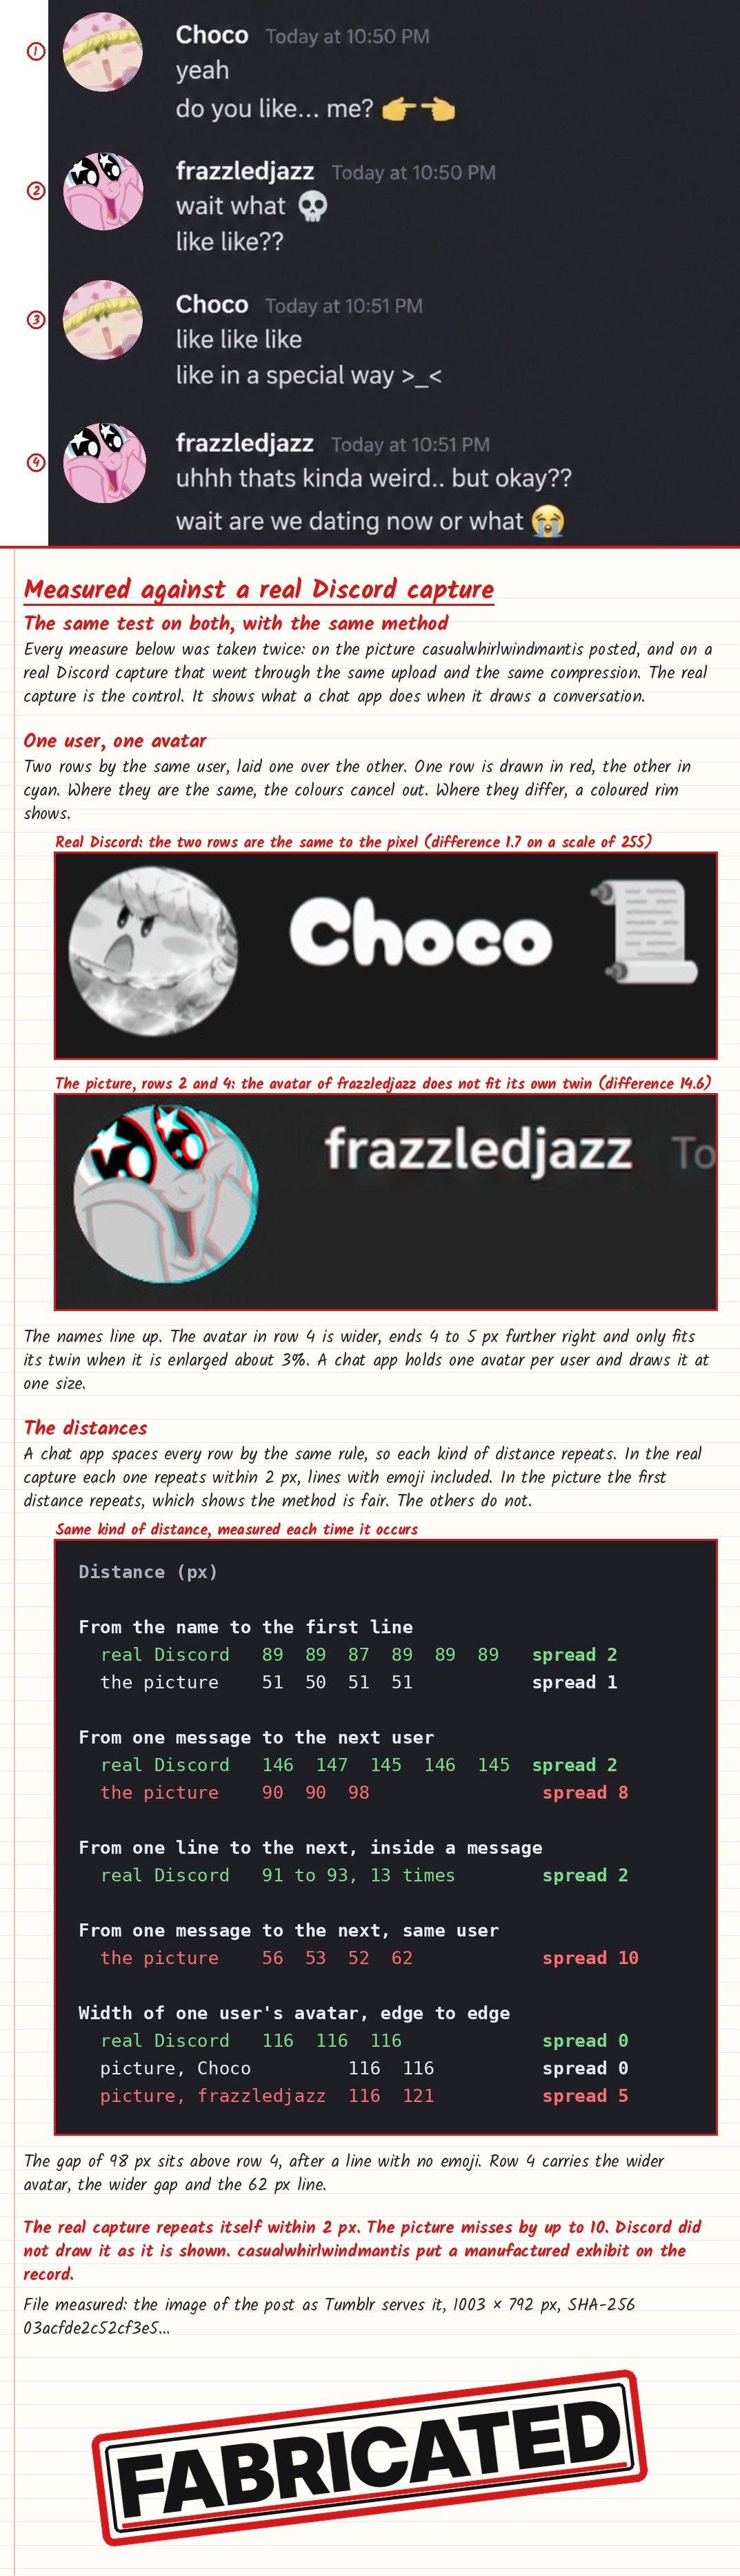 1
Choco Today at 10:50 PM
yeah
do you like... me? 👉👈
2
frazzledjazz Today at 10:50 PM
wait what 💀
like like??
3
Choco Today at 10:51 PM
like like like
like in a special way >_<
4
frazzledjazz Today at 10:51 PM
uhhh thats kinda weird.. but okay??
wait are we dating now or what 😭
Measured against a real Discord capture
The same test on both, with the same method
Every measure below was taken twice: on the picture casualwhirlwindmantis posted, and on a
real Discord capture that went through the same upload and the same compression. The real
capture is the control. It shows what a chat app does when it draws a conversation.
One user, one avatar
Two rows by the same user, laid one over the other. One row is drawn in red, the other in
cyan. Where they are the same, the colours cancel out. Where they differ, a coloured rim
shows.
Real Discord: the two rows are the same to the pixel (difference 1.7 on a scale of 255)
Choco
The picture, rows 2 and 4: the avatar of frazzledjazz does not fit its own twin (difference 14.6)
frazzledjazz To
The names line up. The avatar in row 4 is wider, ends 4 to 5 px further right and only fits
its twin when it is enlarged about 3%. A chat app holds one avatar per user and draws it at
one size.
The distances
A chat app spaces every row by the same rule, so each kind of distance repeats. In the real
capture each one repeats within 2 px, lines with emoji included. In the picture the first
distance repeats, which shows the method is fair. The others do not.
Same kind of distance, measured each time it occurs
Distance (px)
From the name to the first line
real Discord 89 89 87 89 89 89 spread 2
the picture 51 50 51 51 spread 1
From one message to the next user
real Discord 146 147 145 146 145 spread 2
the picture 90 90 98 spread 8
From one line to the next, inside a message
real Discord 91 to 93, 13 times spread 2
From one message to the next, same user
the picture 56 53 52 62 spread 10
Width of one user's avatar, edge to edge
real Discord 116 116 116 spread 0
picture, Choco 116 116 spread 0
picture, frazzledjazz 116 121 spread 5
The gap of 98 px sits above row 4, after a line with no emoji. Row 4 carries the wider
avatar, the wider gap and the 62 px line.
The real capture repeats itself within 2 px. The picture misses by up to 10. Discord did
not draw it as it is shown. casualwhirlwindmantis put a manufactured exhibit on the
record.
File measured: the image of the post as Tumblr serves it, 1003 × 792 px, SHA-256
03acfde2c52cf3e5...
FABRICATED